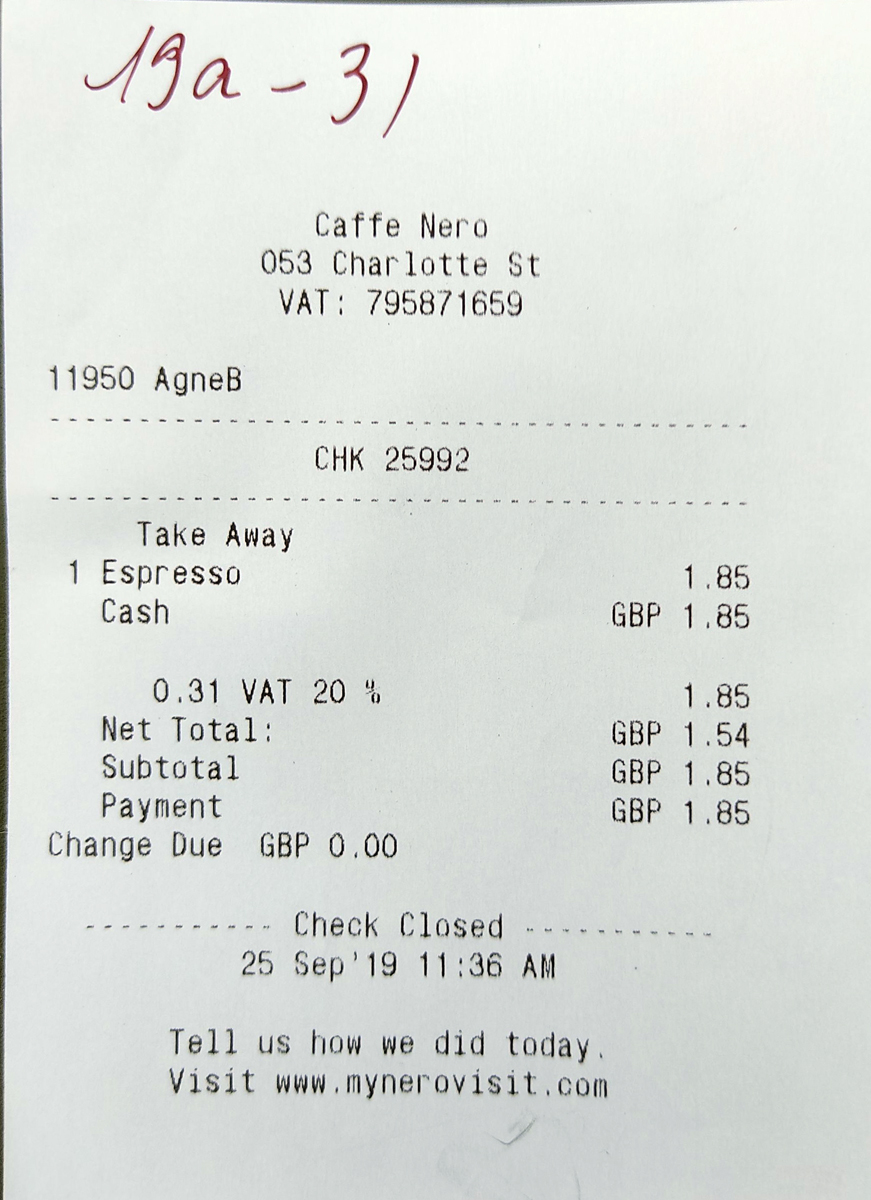 19a - 31
Caffe Nero
053 Charlotte St
VAT: 795871659
11950 AgneB
CHK 25992
Take Away
1 Espresso 1.85
Cash GBP 1.85
0.31 VAT 20 % 1.85
Net Total: GBP 1.54
Subtotal GBP 1.85
Payment GBP 1.85
Change Due GBP 0.00
----------- Check Closed -----------
25 Sep'19 11:36 AM
Tell us how we did today.
Visit www.mynerovisit.com